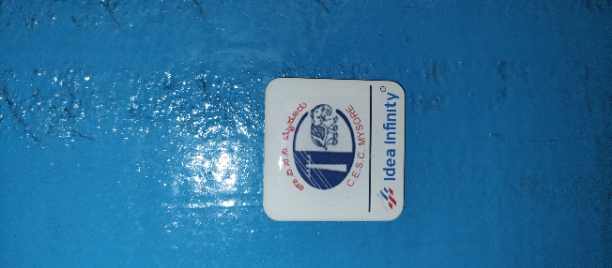 ಚಾ.ವಿ.ಸ.ನಿ. ಮೈಸೂರು
C.E.S.C. MYSORE
Idea Infinity